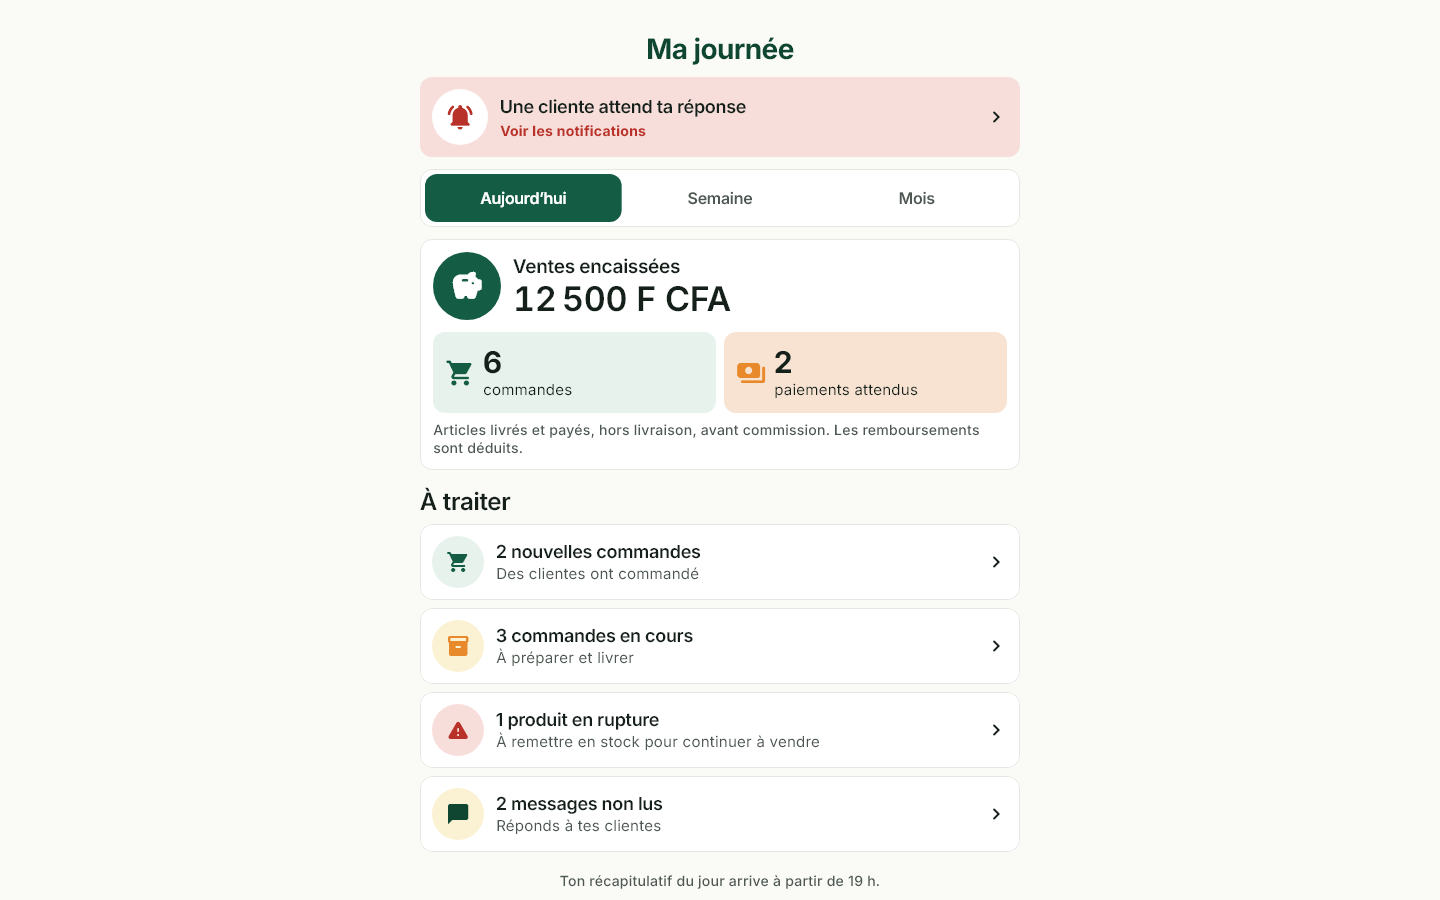 Ma journée
Une cliente attend ta réponse
Voir les notifications
Aujourd’hui
Semaine
Mois
Ventes encaissées
12 500 F CFA
6
commandes
2
paiements attendus
Articles livrés et payés, hors livraison, avant commission. Les remboursements
sont déduits.
À traiter
2 nouvelles commandes
Des clientes ont commandé
3 commandes en cours
À préparer et livrer
1 produit en rupture
À remettre en stock pour continuer à vendre
2 messages non lus
Réponds à tes clientes
Ton récapitulatif du jour arrive à partir de 19 h.